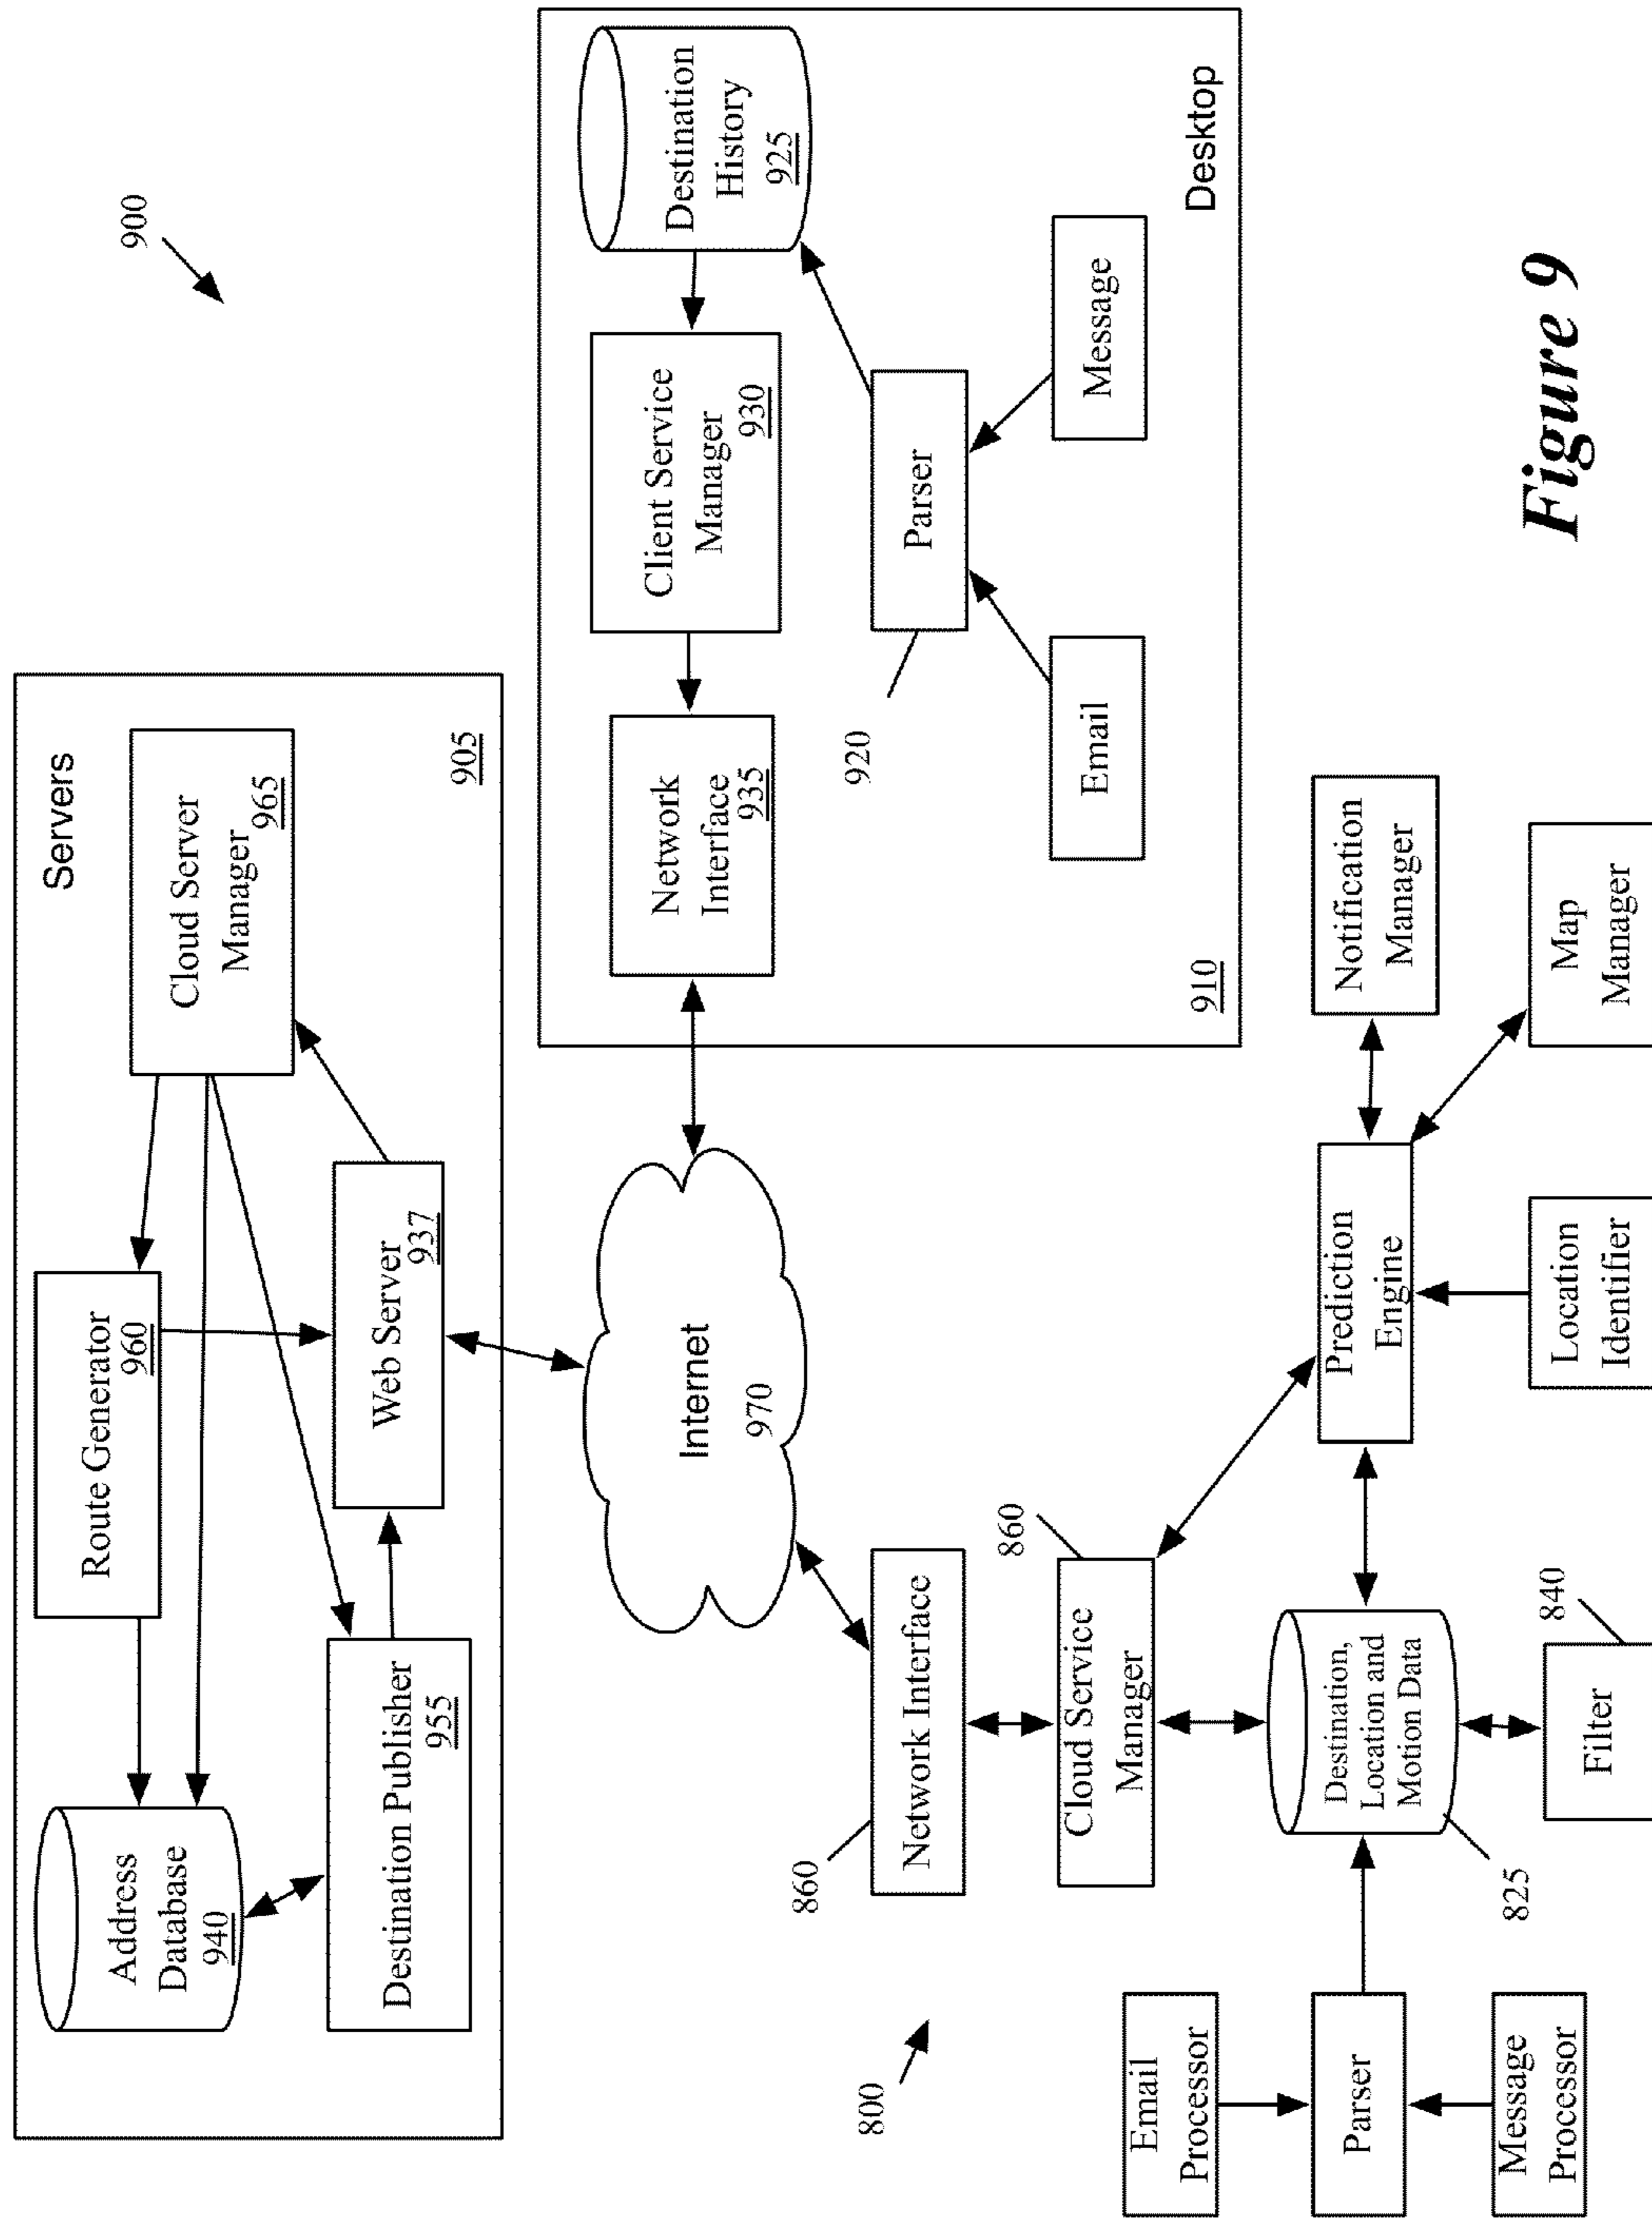 900
Servers
Address
Database
940
Route Generator
960
Cloud Server
Manager
965
Destination Publisher
955
Web Server
937
905
Internet
970
Network
Interface
935
Client Service
Manager
930
Destination
History
925
920
Parser
Email
Message
910
Desktop
800
860
Network Interface
860
Cloud Service
Manager
Email
Processor
Parser
Message
Processor
Destination,
Location and
Motion Data
825
840
Filter
Prediction
Engine
Location
Identifier
Notification
Manager
Map
Manager
Figure 9